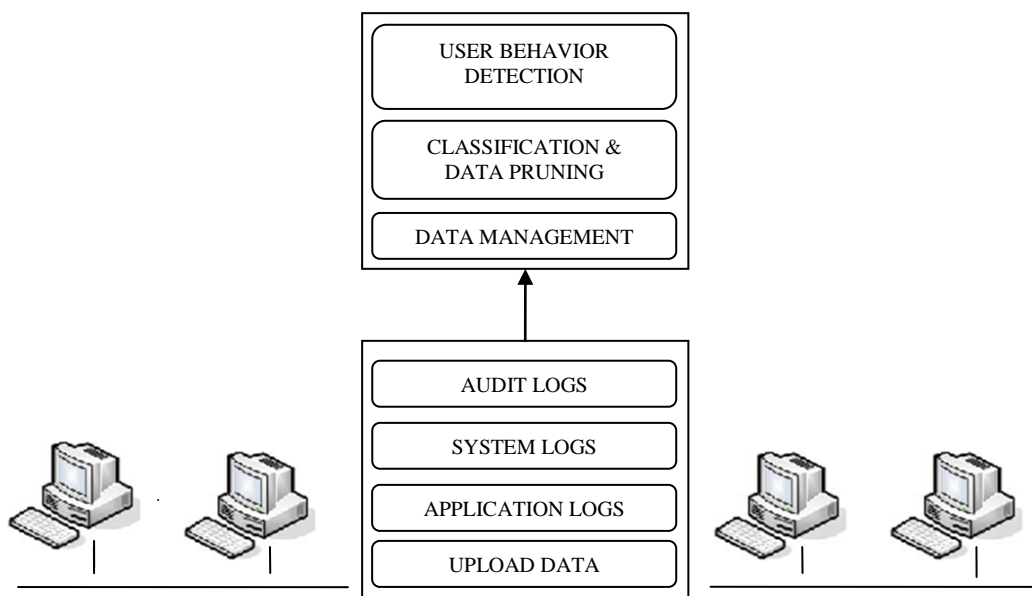 USER BEHAVIOR
DETECTION
CLASSIFICATION &
DATA PRUNING
DATA MANAGEMENT
AUDIT LOGS
SYSTEM LOGS
APPLICATION LOGS
UPLOAD DATA